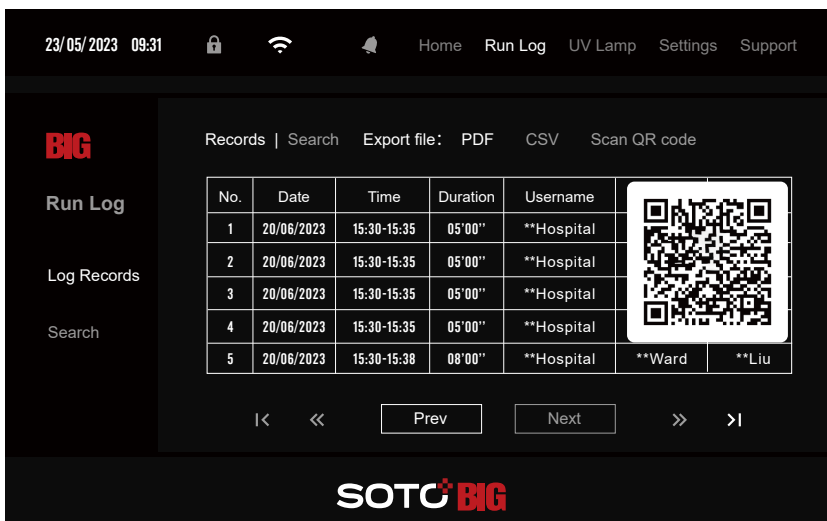 23/05/2023 09:31 Home Run Log UV Lamp Settings Support
BIG
Run Log
Log Records
Search
Records | Search Export file: PDF CSV Scan QR code
No. Date Time Duration Username
1 20/06/2023 15:30-15:35 05'00'' **Hospital
2 20/06/2023 15:30-15:35 05'00'' **Hospital
3 20/06/2023 15:30-15:35 05'00'' **Hospital
4 20/06/2023 15:30-15:35 05'00'' **Hospital
5 20/06/2023 15:30-15:38 08'00'' **Hospital **Ward **Liu
Prev Next
SOTO BIG